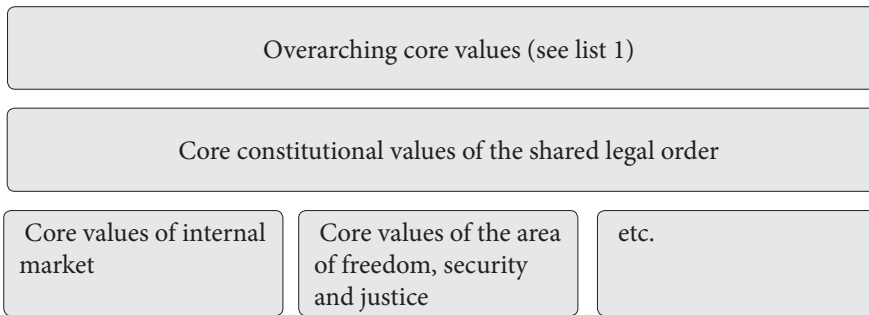 Overarching core values (see list 1)
Core constitutional values of the shared legal order
Core values of internal
market
Core values of the area
of freedom, security
and justice
etc.